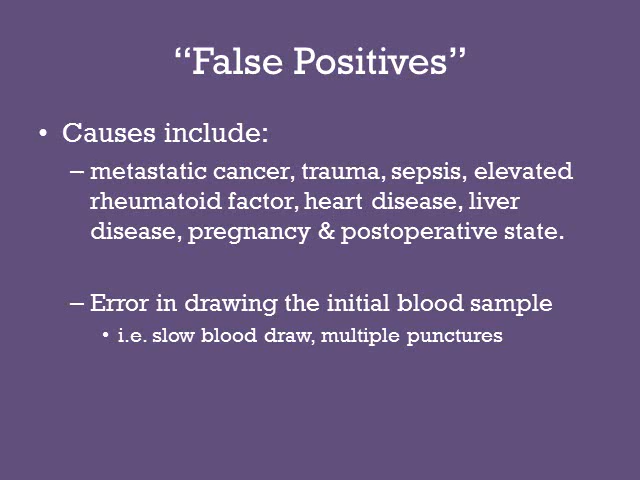 “False Positives”
• Causes include:
– metastatic cancer, trauma, sepsis, elevated
rheumatoid factor, heart disease, liver
disease, pregnancy & postoperative state.
– Error in drawing the initial blood sample
• i.e. slow blood draw, multiple punctures